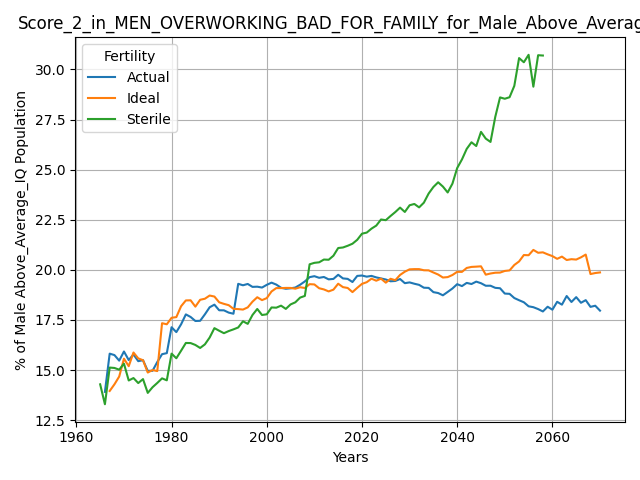 Score_2_in_MEN_OVERWORKING_BAD_FOR_FAMILY_for_Male_Above_Averag
Fertility
Actual
Ideal
Sterile
% of Male Above_Average_IQ Population
30.0
27.5
25.0
22.5
20.0
17.5
15.0
12.5
1960
1980
2000
2020
2040
2060
Years